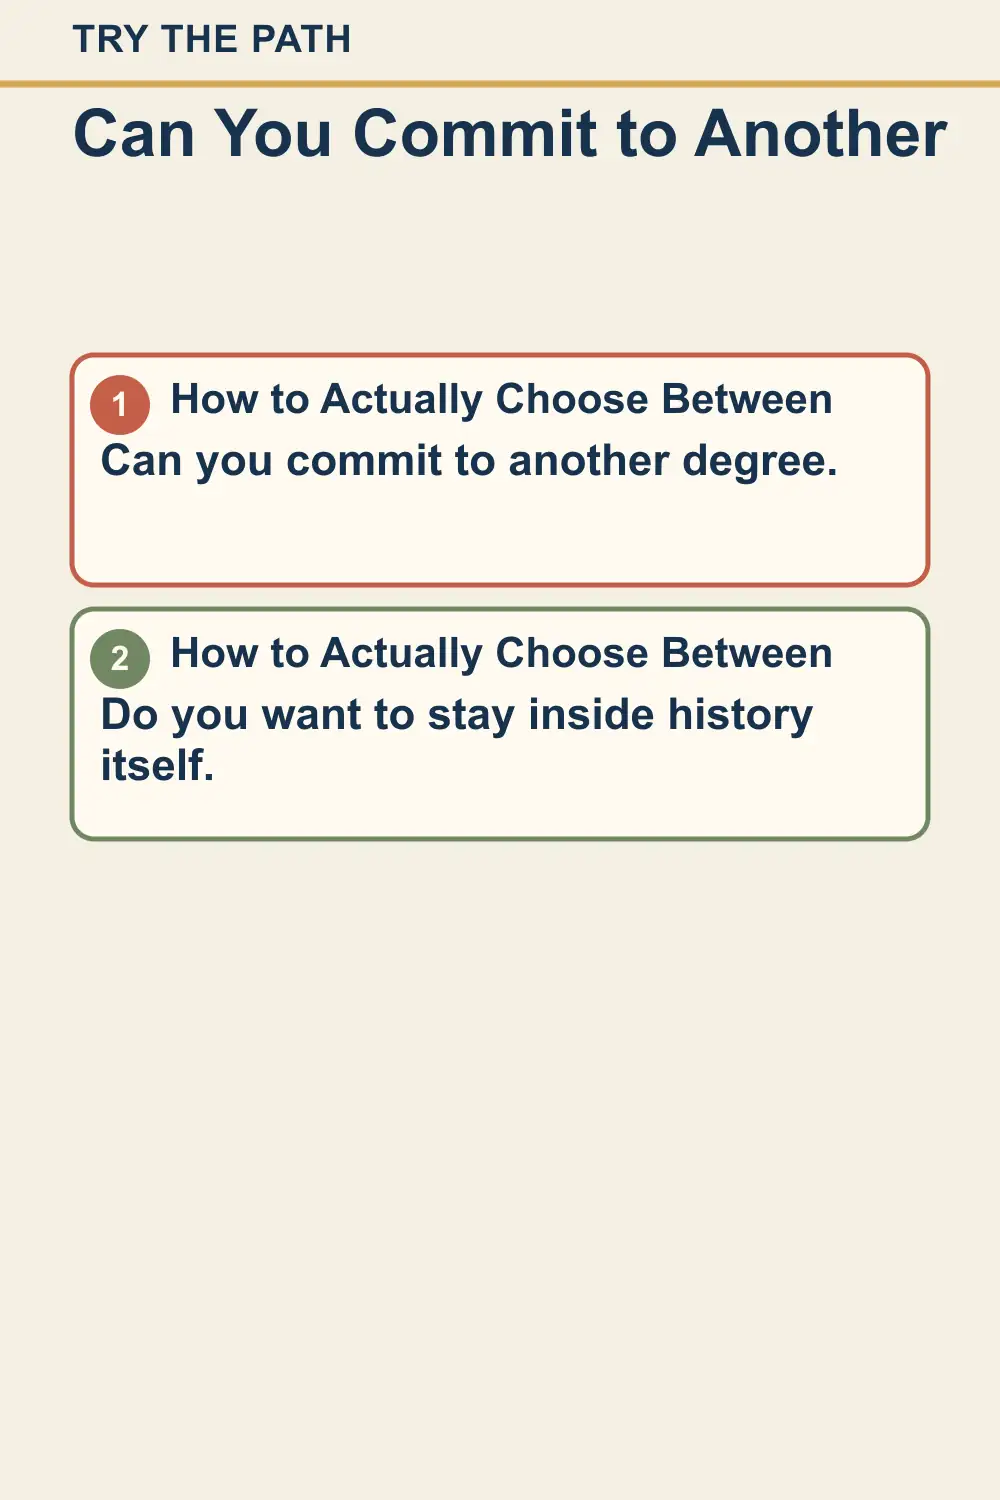 TRY THE PATH
Can You Commit to Another
1 How to Actually Choose Between
Can you commit to another degree.
2 How to Actually Choose Between
Do you want to stay inside history
itself.